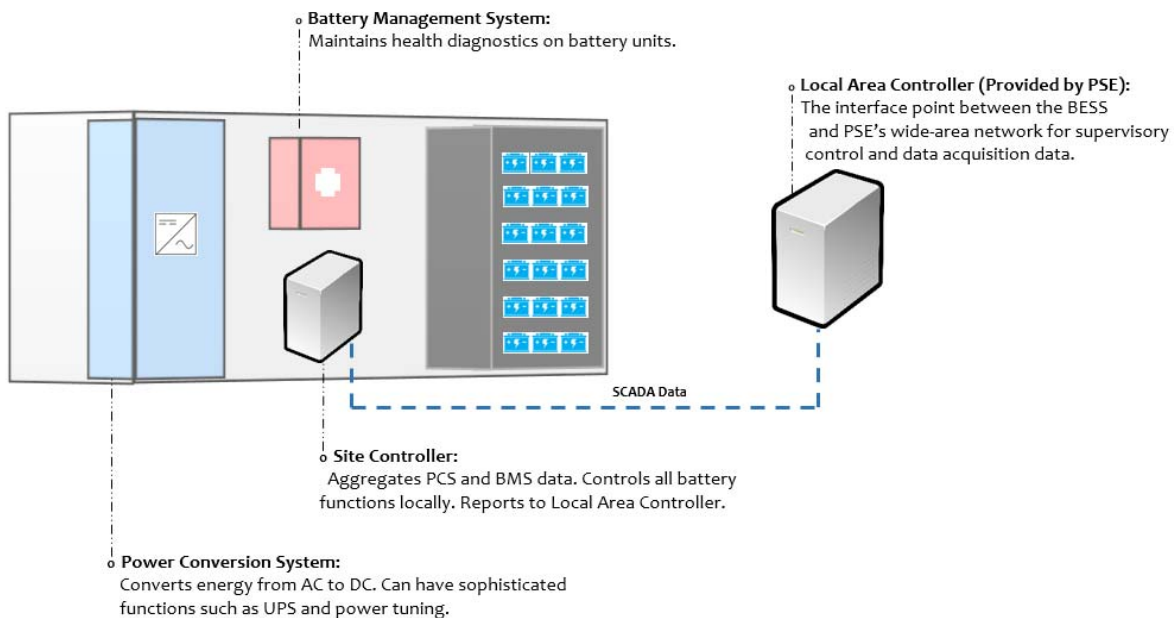 Battery Management System:
Maintains health diagnostics on battery units.
Local Area Controller (Provided by PSE):
The interface point between the BESS
and PSE's wide-area network for supervisory
control and data acquisition data.
SCADA Data
Site Controller:
Aggregates PCS and BMS data. Controls all battery
functions locally. Reports to Local Area Controller.
Power Conversion System:
Converts energy from AC to DC. Can have sophisticated
functions such as UPS and power tuning.